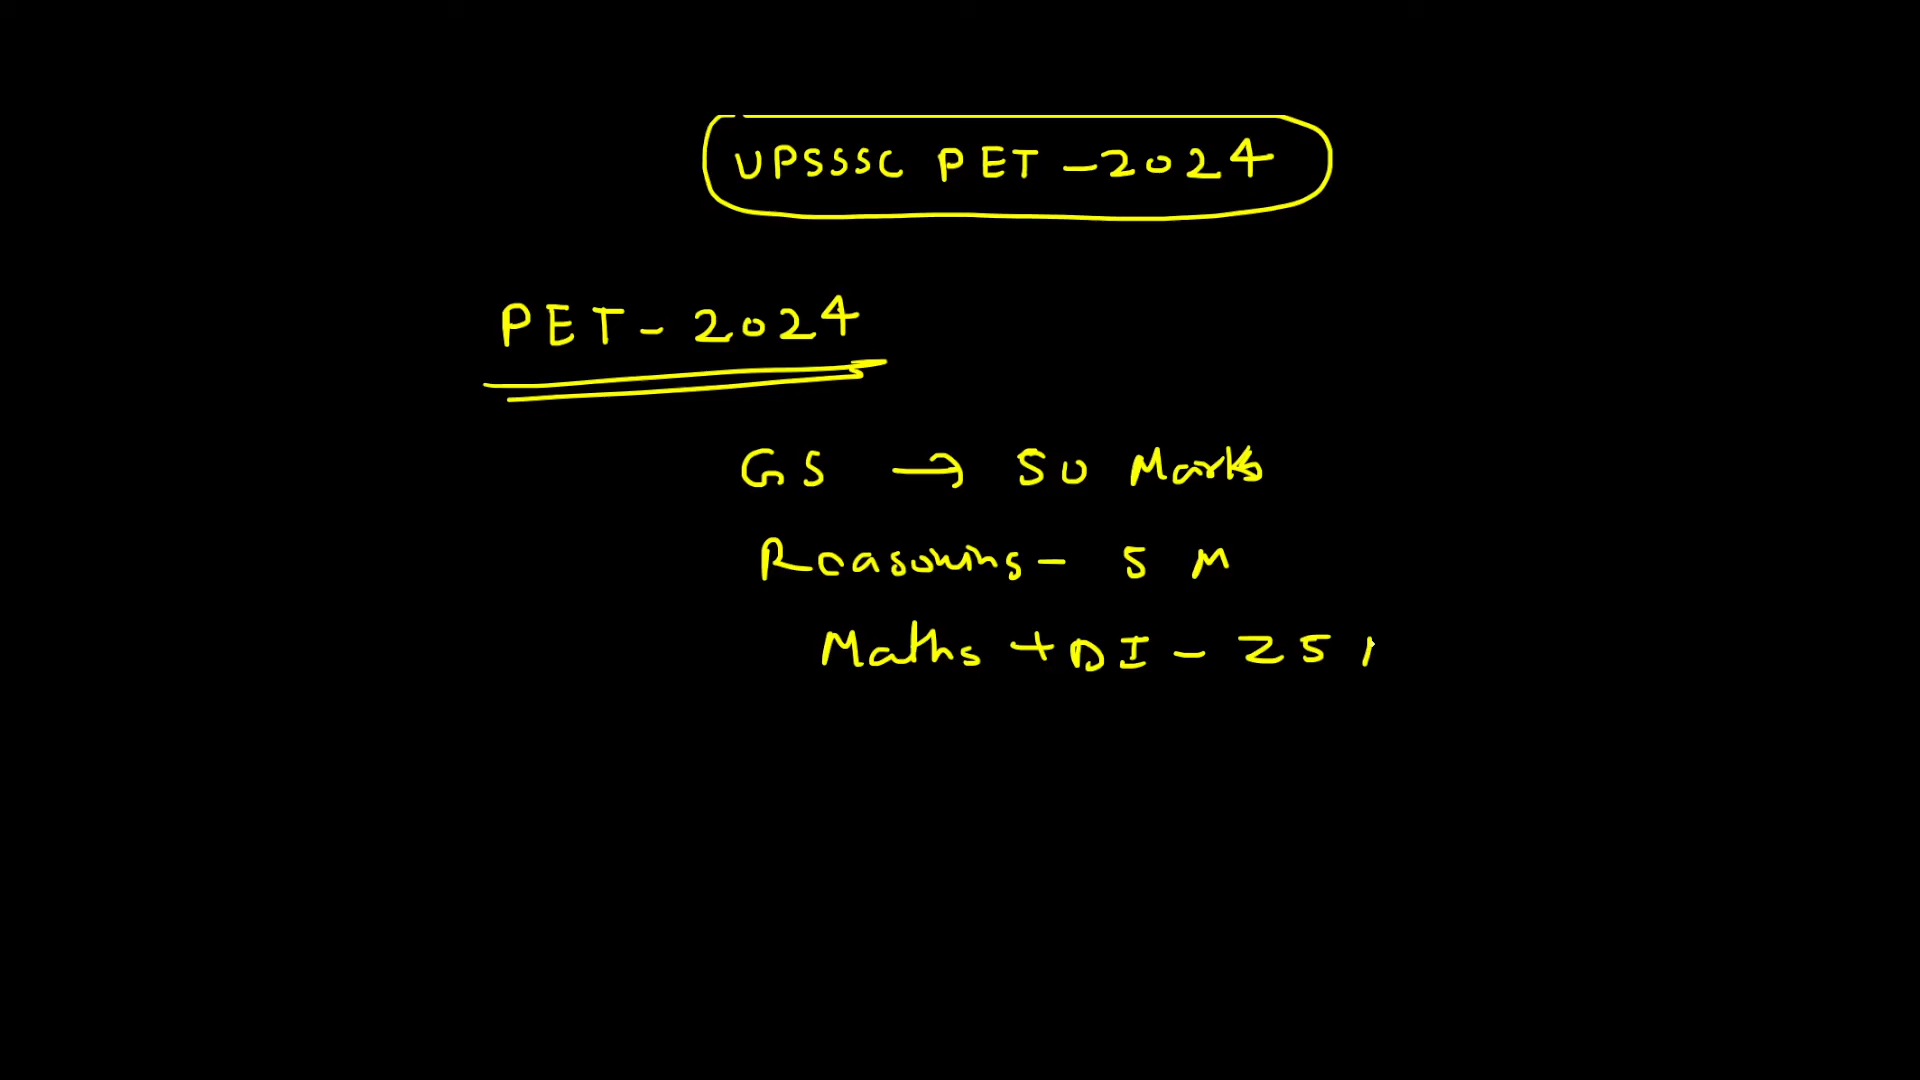 UPSSSC PET - 2024
PET - 2024
GS → 50 Marks
Reasoning - 5 M
Maths + DI - 25